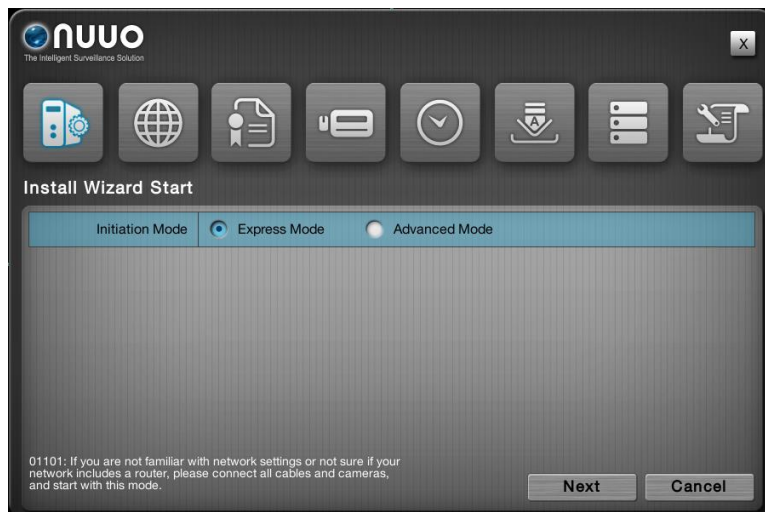 nuuo
The Intelligent Surveillance Solution
X
A
Install Wizard Start
Initiation Mode
Express Mode
Advanced Mode
01101: If you are not familiar with network settings or not sure if your
network includes a router, please connect all cables and cameras,
and start with this mode.
Next
Cancel